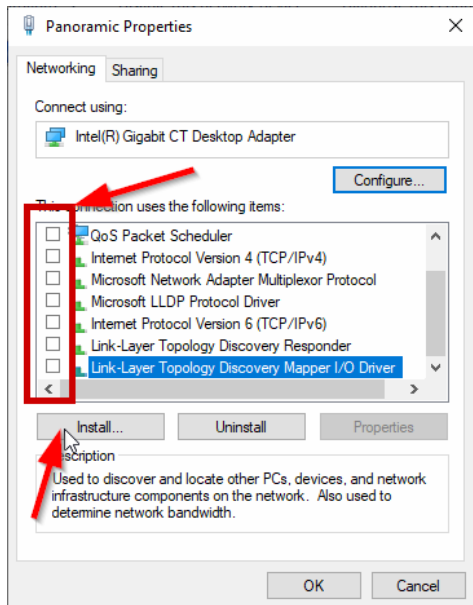 Panoramic Properties
Networking
Sharing
Connect using:
Intel(R) Gigabit CT Desktop Adapter
Configure...
This connection uses the following items:
QoS Packet Scheduler
Internet Protocol Version 4 (TCP/IPv4)
Microsoft Network Adapter Multiplexor Protocol
Microsoft LLDP Protocol Driver
Internet Protocol Version 6 (TCP/IPv6)
Link-Layer Topology Discovery Responder
Link-Layer Topology Discovery Mapper I/O Driver
Install...
Uninstall
Properties
Description
Used to discover and locate other PCs, devices, and network
infrastructure components on the network. Also used to
determine network bandwidth.
OK
Cancel